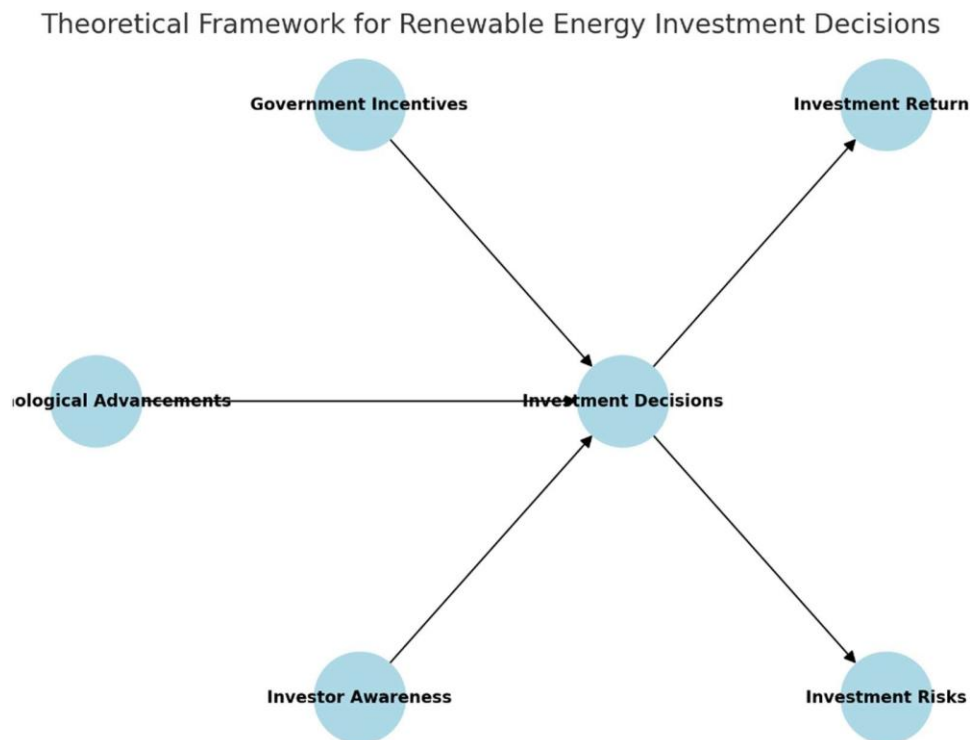 Theoretical Framework for Renewable Energy Investment Decisions
Government Incentives
Investment Return
ological Advancements
Investment Decisions
Investor Awareness
Investment Risks